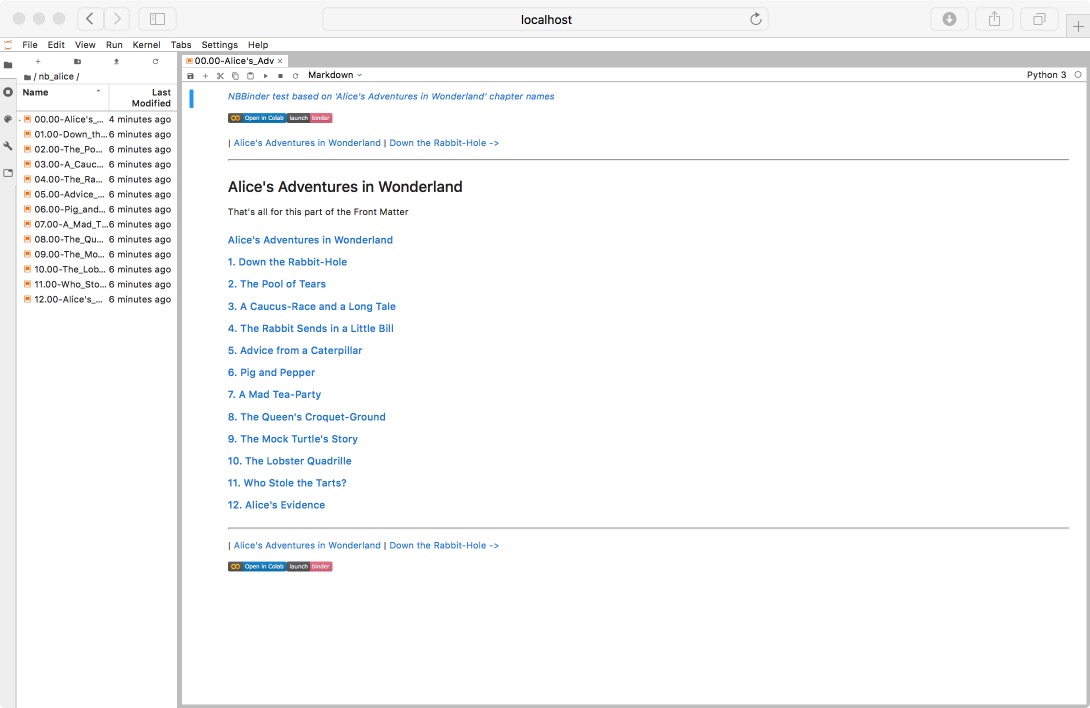 localhost
File Edit View Run Kernel Tabs Settings Help
00.00-Alice's_Adv ×
/ nb_alice /
Markdown
Python 3
Name Last Modified
00.00-Alice's_... 4 minutes ago
01.00-Down_th... 6 minutes ago
02.00-The_Po... 6 minutes ago
03.00-A_Cauc... 6 minutes ago
04.00-The_Ra... 6 minutes ago
05.00-Advice_... 6 minutes ago
06.00-Pig_and... 6 minutes ago
07.00-A_Mad_T... 6 minutes ago
08.00-The_Qu... 6 minutes ago
09.00-The_Mo... 6 minutes ago
10.00-The_Lob... 6 minutes ago
11.00-Who_Sto... 6 minutes ago
12.00-Alice's_... 6 minutes ago
NBBinder test based on 'Alice's Adventures in Wonderland' chapter names
Open in Colab launch binder
| Alice's Adventures in Wonderland | Down the Rabbit-Hole ->
Alice's Adventures in Wonderland
That's all for this part of the Front Matter
Alice's Adventures in Wonderland
1. Down the Rabbit-Hole
2. The Pool of Tears
3. A Caucus-Race and a Long Tale
4. The Rabbit Sends in a Little Bill
5. Advice from a Caterpillar
6. Pig and Pepper
7. A Mad Tea-Party
8. The Queen's Croquet-Ground
9. The Mock Turtle's Story
10. The Lobster Quadrille
11. Who Stole the Tarts?
12. Alice's Evidence
| Alice's Adventures in Wonderland | Down the Rabbit-Hole ->
Open in Colab launch binder